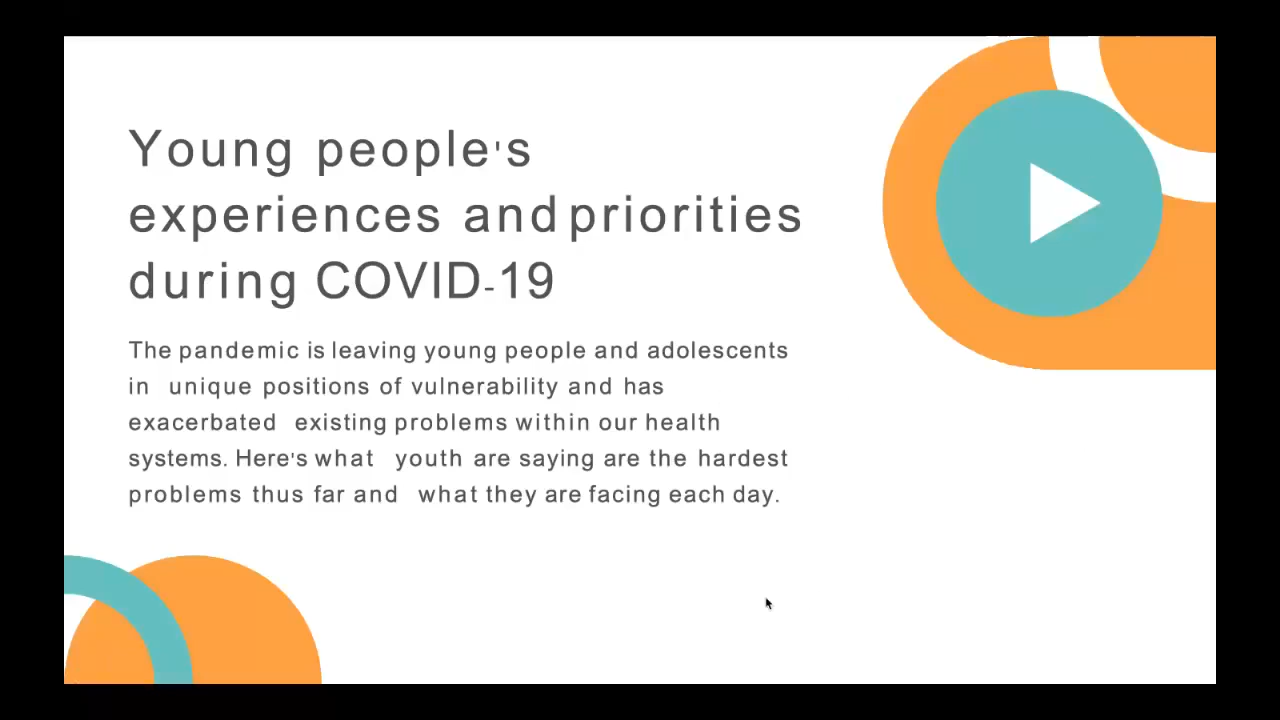 Young people's
experiences and priorities
during COVID-19
The pandemic is leaving young people and adolescents
in unique positions of vulnerability and has
exacerbated existing problems within our health
systems. Here's what youth are saying are the hardest
problems thus far and what they are facing each day.